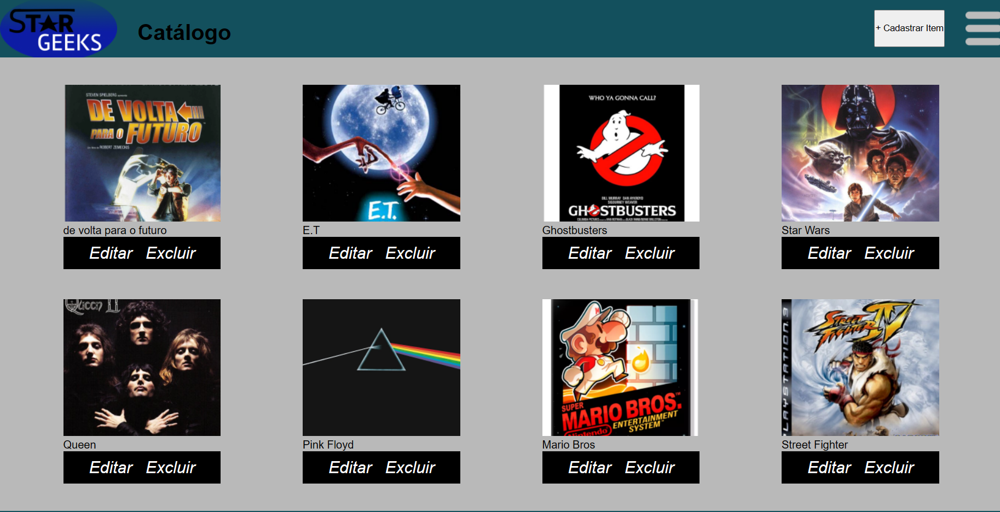 STAR
GEEKS
Catálogo
+ Cadastrar Item
STEVEN SPIELBERG
DE VOLTA
PARA O FUTURO
ROBERT ZEMECKIS
E.T.
WHO YA GONNA CALL?
BILL MURRAY DAN AYKROYD
SIGOURNEY WEAVER
GHOSTBUSTERS
de volta para o futuro
E.T
Ghostbusters
Star Wars
Editar Excluir
Editar Excluir
Editar Excluir
Editar Excluir
Queen II
SUPER
MARIO BROS.™
ENTERTAINMENT
SYSTEM™
Nintendo
STREET
FIGHTER IV
PLAYSTATION 3
Queen
Pink Floyd
Mario Bros
Street Fighter
Editar Excluir
Editar Excluir
Editar Excluir
Editar Excluir